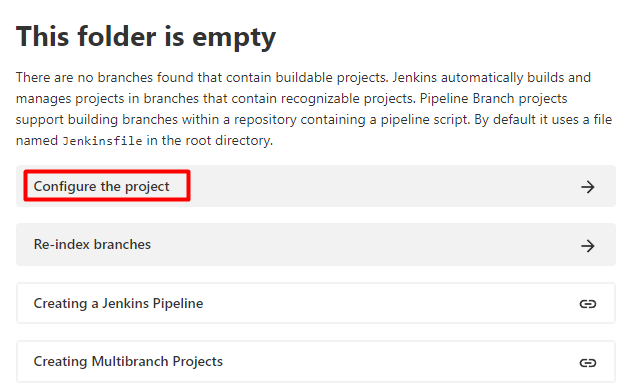 This folder is empty
There are no branches found that contain buildable projects. Jenkins automatically builds and
manages projects in branches that contain recognizable projects. Pipeline Branch projects
support building branches within a repository containing a pipeline script. By default it uses a file
named Jenkinsfile in the root directory.
Configure the project
Re-index branches
Creating a Jenkins Pipeline
Creating Multibranch Projects